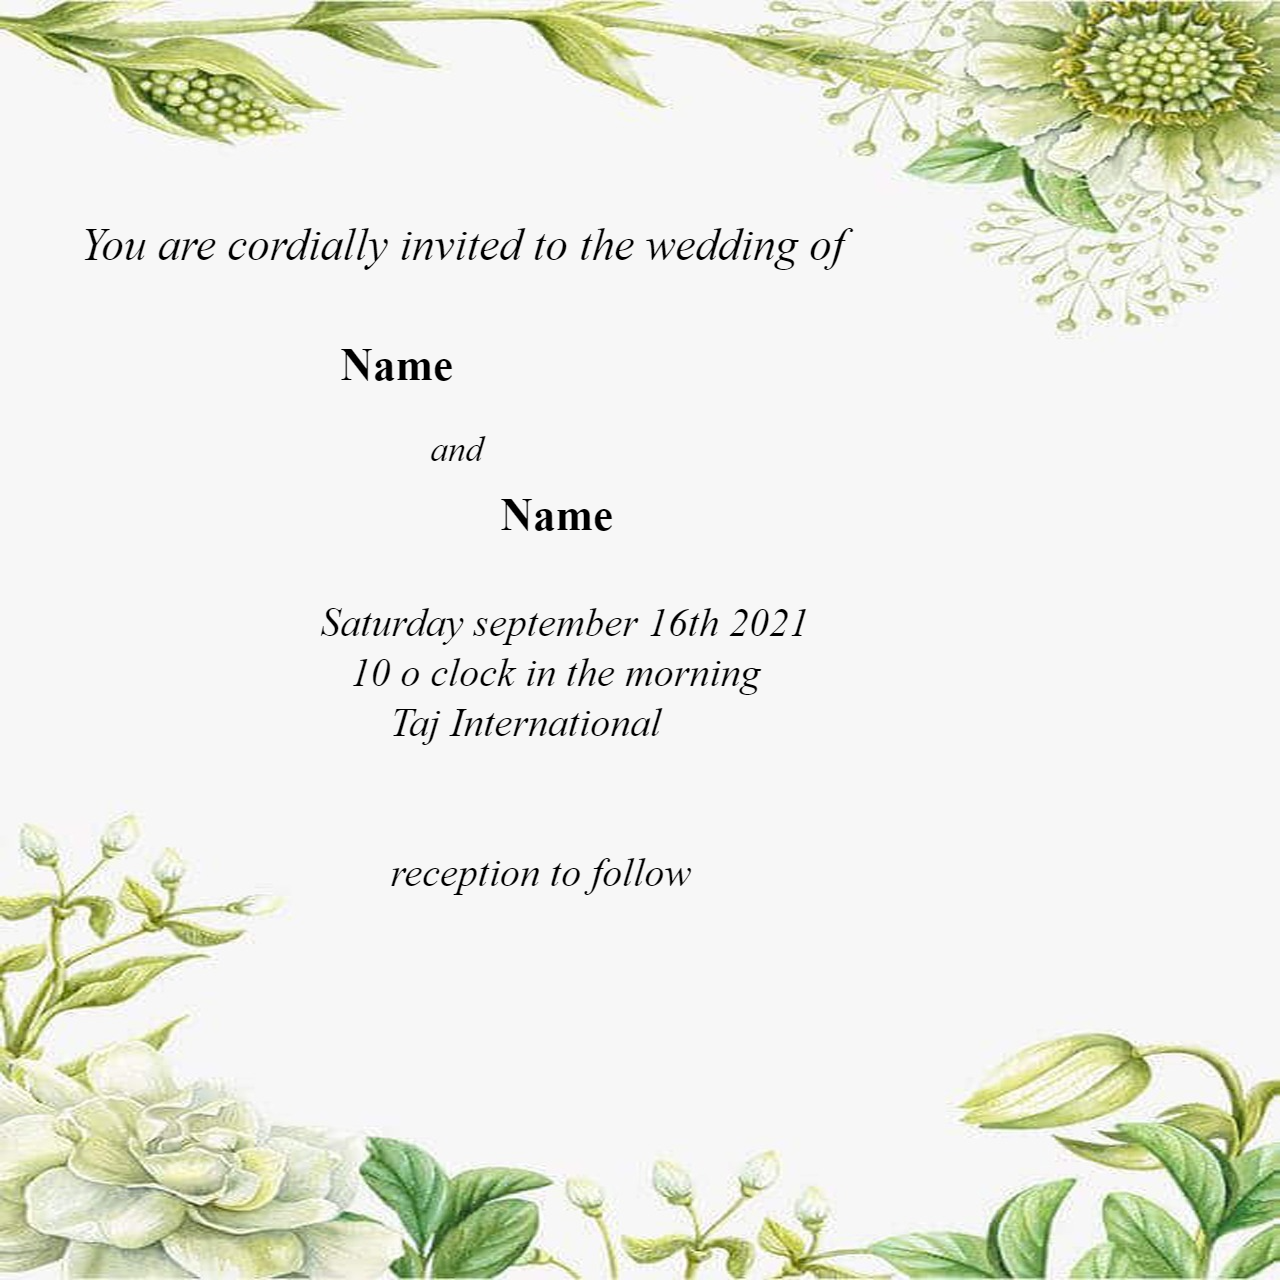 You are cordially invited to the wedding of
Name
and
Name
Saturday september 16th 2021
10 o clock in the morning
Taj International
reception to follow